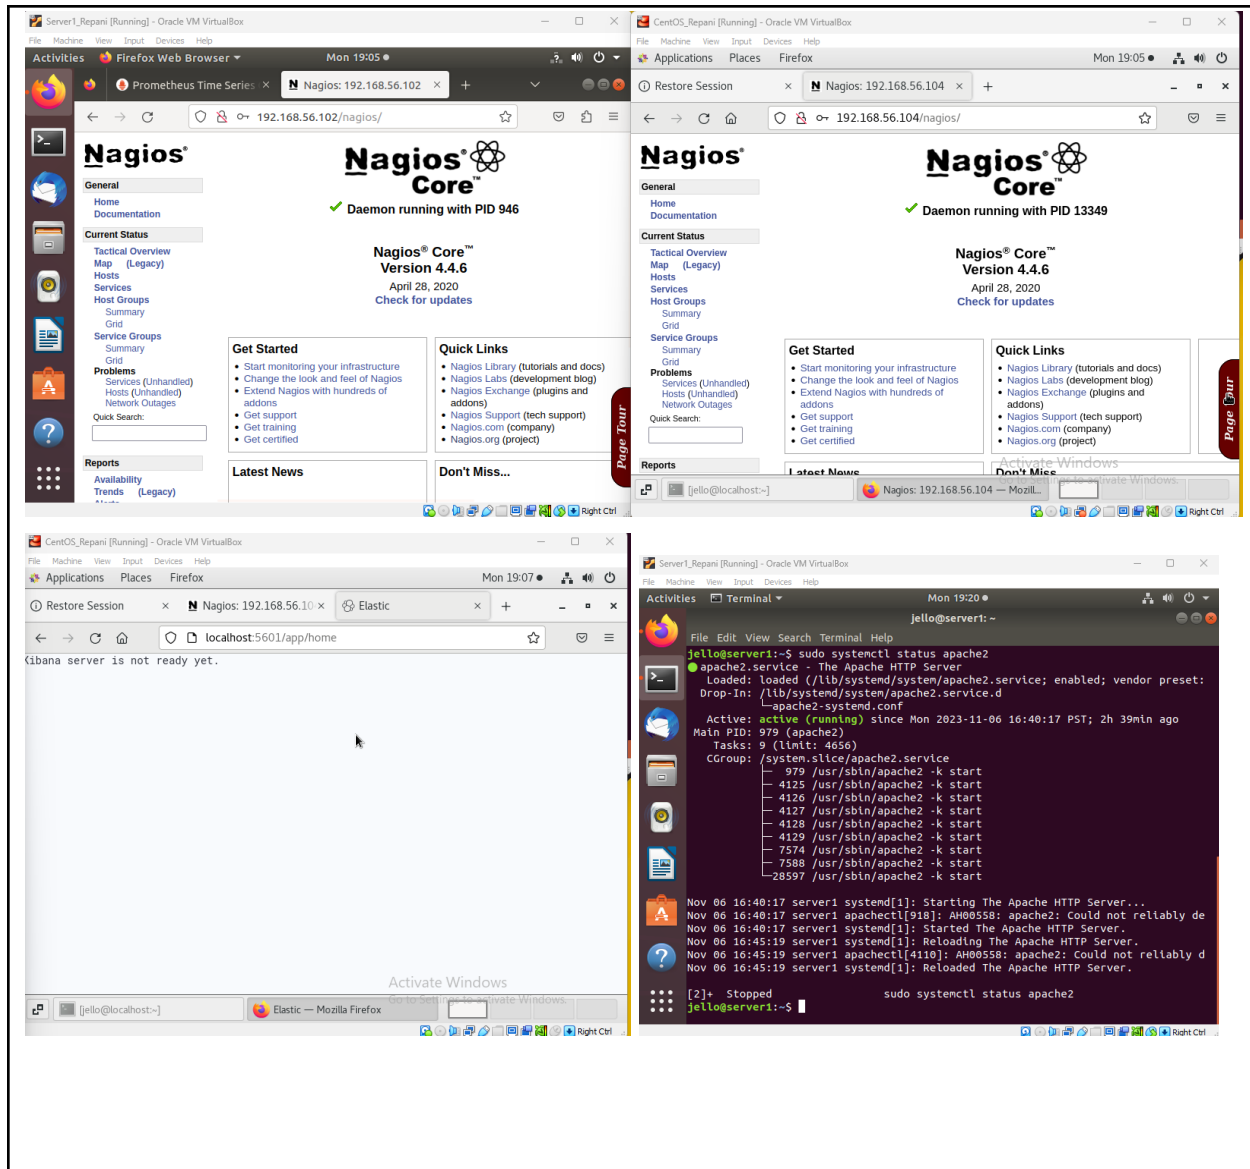 Server1_Repani [Running] - Oracle VM VirtualBox
File Machine View Input Devices Help
Activities Firefox Web Browser Mon 19:05
Prometheus Time Series × Nagios: 192.168.56.102 × +
192.168.56.102/nagios/
Nagios®
General
Home
Documentation
Current Status
Tactical Overview
Map (Legacy)
Hosts
Services
Host Groups
Summary
Grid
Service Groups
Summary
Grid
Problems
Services (Unhandled)
Hosts (Unhandled)
Network Outages
Quick Search:
Reports
Availability
Trends (Legacy)
Nagios®
Core™
Daemon running with PID 946
Nagios® Core™
Version 4.4.6
April 28, 2020
Check for updates
Get Started
• Start monitoring your infrastructure
• Change the look and feel of Nagios
• Extend Nagios with hundreds of
addons
• Get support
• Get training
• Get certified
Quick Links
• Nagios Library (tutorials and docs)
• Nagios Labs (development blog)
• Nagios Exchange (plugins and
addons)
• Nagios Support (tech support)
• Nagios.com (company)
• Nagios.org (project)
Latest News
Don't Miss...
Page Tour
Right Ctrl
CentOS_Repani [Running] - Oracle VM VirtualBox
File Machine View Input Devices Help
Applications Places Firefox Mon 19:05
Restore Session × Nagios: 192.168.56.104 × +
192.168.56.104/nagios/
Nagios®
General
Home
Documentation
Current Status
Tactical Overview
Map (Legacy)
Hosts
Services
Host Groups
Summary
Grid
Service Groups
Summary
Grid
Problems
Services (Unhandled)
Hosts (Unhandled)
Network Outages
Quick Search:
Reports
Nagios®
Core™
Daemon running with PID 13349
Nagios® Core™
Version 4.4.6
April 28, 2020
Check for updates
Get Started
• Start monitoring your infrastructure
• Change the look and feel of Nagios
• Extend Nagios with hundreds of
addons
• Get support
• Get training
• Get certified
Quick Links
• Nagios Library (tutorials and docs)
• Nagios Labs (development blog)
• Nagios Exchange (plugins and
addons)
• Nagios Support (tech support)
• Nagios.com (company)
• Nagios.org (project)
Latest News
Don't Miss
Page Tour
Activate Windows
Go to Settings to activate Windows.
[jello@localhost:~] Nagios: 192.168.56.104 — Mozill...
Right Ctrl
CentOS_Repani [Running] - Oracle VM VirtualBox
File Machine View Input Devices Help
Applications Places Firefox Mon 19:07
Restore Session × Nagios: 192.168.56.10 × Elastic × +
localhost:5601/app/home
Kibana server is not ready yet.
Activate Windows
Go to Settings to activate Windows.
[jello@localhost:~] Elastic — Mozilla Firefox
Right Ctrl
Server1_Repani [Running] - Oracle VM VirtualBox
File Machine View Input Devices Help
Activities Terminal Mon 19:20
jello@server1: ~
File Edit View Search Terminal Help
jello@server1:~$ sudo systemctl status apache2
● apache2.service - The Apache HTTP Server
Loaded: loaded (/lib/systemd/system/apache2.service; enabled; vendor preset:
Drop-In: /lib/systemd/system/apache2.service.d
└─apache2-systemd.conf
Active: active (running) since Mon 2023-11-06 16:40:17 PST; 2h 39min ago
Main PID: 979 (apache2)
Tasks: 9 (limit: 4656)
CGroup: /system.slice/apache2.service
├─ 979 /usr/sbin/apache2 -k start
├─ 4125 /usr/sbin/apache2 -k start
├─ 4126 /usr/sbin/apache2 -k start
├─ 4127 /usr/sbin/apache2 -k start
├─ 4128 /usr/sbin/apache2 -k start
├─ 4129 /usr/sbin/apache2 -k start
├─ 7574 /usr/sbin/apache2 -k start
├─ 7588 /usr/sbin/apache2 -k start
└─28597 /usr/sbin/apache2 -k start
Nov 06 16:40:17 server1 systemd[1]: Starting The Apache HTTP Server...
Nov 06 16:40:17 server1 apachectl[918]: AH00558: apache2: Could not reliably de
Nov 06 16:40:17 server1 systemd[1]: Started The Apache HTTP Server.
Nov 06 16:45:19 server1 systemd[1]: Reloading The Apache HTTP Server.
Nov 06 16:45:19 server1 apachectl[4110]: AH00558: apache2: Could not reliably d
Nov 06 16:45:19 server1 systemd[1]: Reloaded The Apache HTTP Server.
[2]+ Stopped sudo systemctl status apache2
jello@server1:~$
Right Ctrl